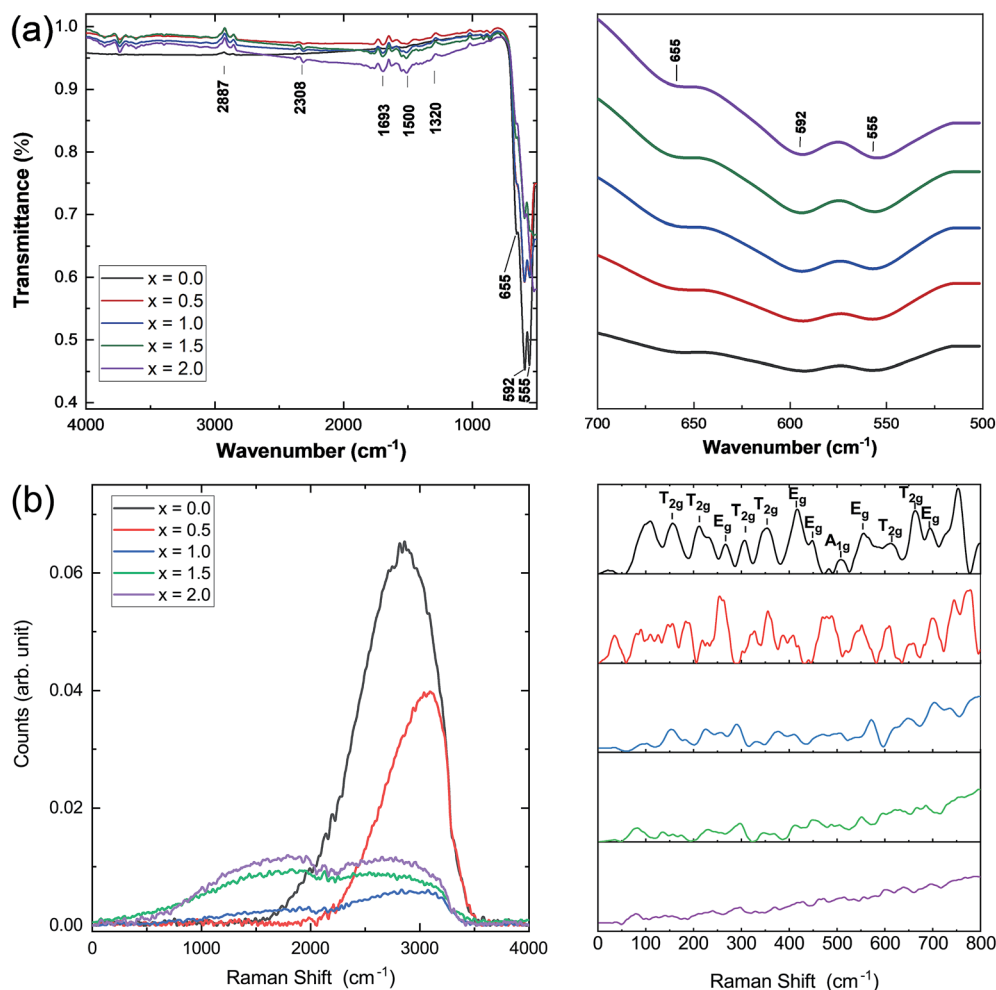 (a)
1.0
0.9
0.8
0.7
0.6
0.5
0.4
Transmittance (%)
2887
2308
1693
1500
1320
655
592
555
x = 0.0
x = 0.5
x = 1.0
x = 1.5
x = 2.0
4000
3000
2000
1000
Wavenumber (cm⁻¹)
655
592
555
700
650
600
550
500
Wavenumber (cm⁻¹)
(b)
x = 0.0
x = 0.5
x = 1.0
x = 1.5
x = 2.0
0.06
0.04
0.02
0.00
Counts (arb. unit)
0
1000
2000
3000
4000
Raman Shift (cm⁻¹)
T2g
T2g
Eg
T2g
T2g
Eg
Eg
A1g
Eg
T2g
T2g
Eg
0
100
200
300
400
500
600
700
800
Raman Shift (cm⁻¹)